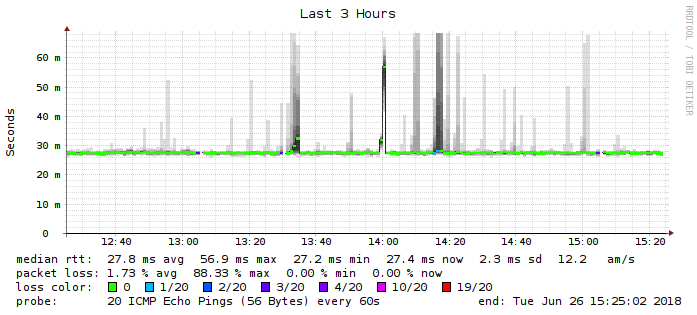 Last 3 Hours
RRDTOOL / TOBI OETIKER
Seconds
60 m
50 m
40 m
30 m
20 m
10 m
0
12:40 13:00 13:20 13:40 14:00 14:20 14:40 15:00 15:20
median rtt: 27.8 ms avg 56.9 ms max 27.2 ms min 27.4 ms now 2.3 ms sd 12.2 am/s
packet loss: 1.73 % avg 88.33 % max 0.00 % min 0.00 % now
loss color: 0 1/20 2/20 3/20 4/20 10/20 19/20
probe: 20 ICMP Echo Pings (56 Bytes) every 60s end: Tue Jun 26 15:25:02 2018